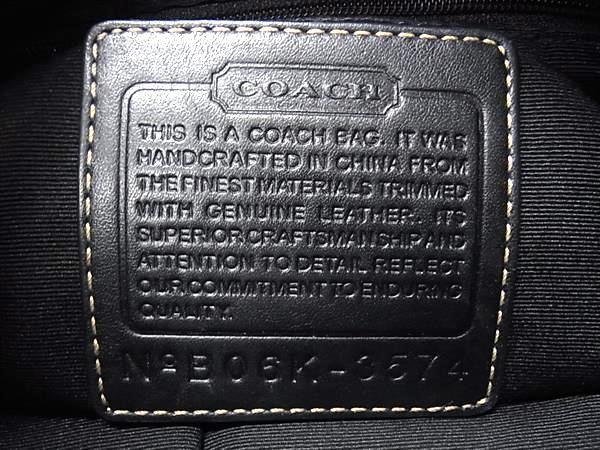 COACH
THIS IS A COACH BAG. IT WAS
HANDCRAFTED IN CHINA FROM
THE FINEST MATERIALS TRIMMED
WITH GENUINE LEATHER. IT'S
SUPERIOR CRAFTSMANSHIP AND
ATTENTION TO DETAIL REFLECT
OUR COMMITMENT TO ENDURING
QUALITY.
Nº B06K-3574